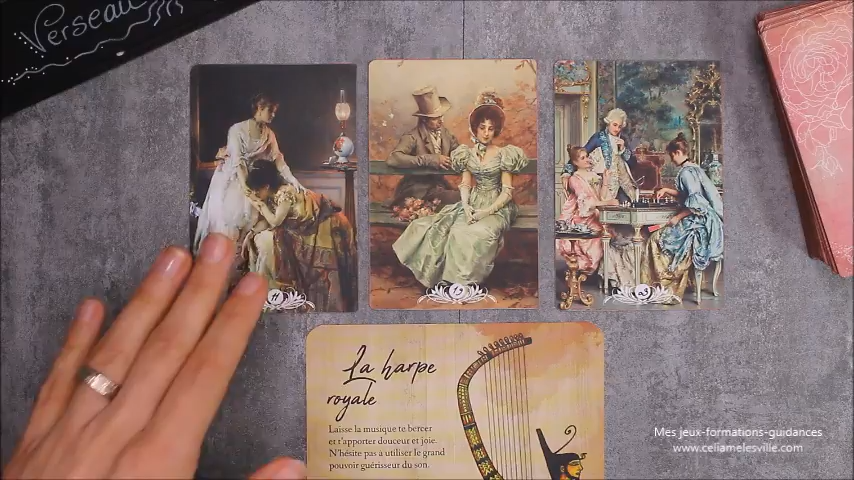 Verseau
La harpe
royale
Laisse la musique te bercer
et t'apporter douceur et joie.
N'hésite pas a utiliser le grand
pouvoir guérisseur du son.
Mes jeux-formations-guidances
www.celiamelesville.com